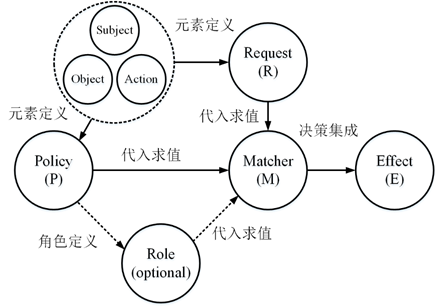 Subject
元素定义
Object
Action
Request
(R)
元素定义
代入求值
决策集成
Policy
(P)
代入求值
Matcher
(M)
Effect
(E)
角色定义
代入求值
Role
(optional)